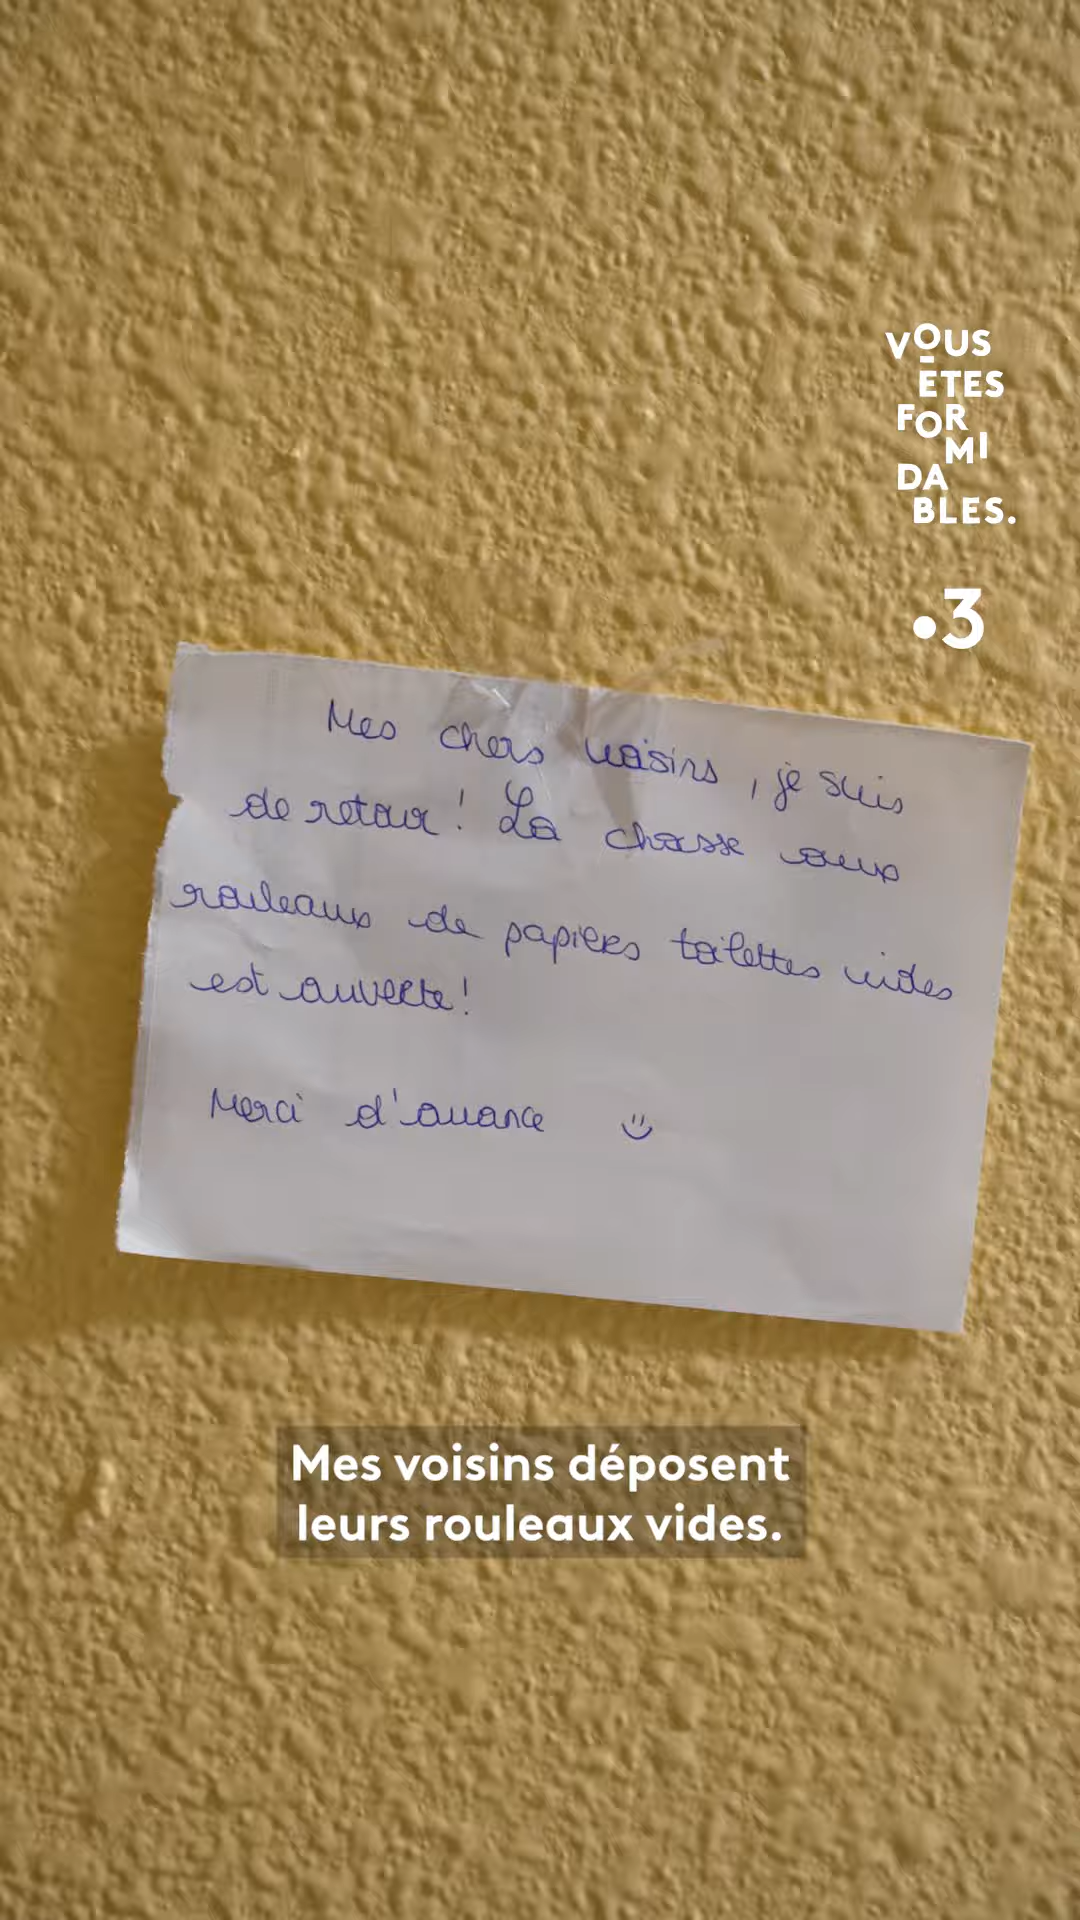 VOUS
ÊTES
FOR
MI
DA
BLES.
.3
Mes chers voisins, je suis
de retour ! La chasse aux
rouleaux de papiers toilettes vides
est ouverte !
Merci d'avance
Mes voisins déposent
leurs rouleaux vides.